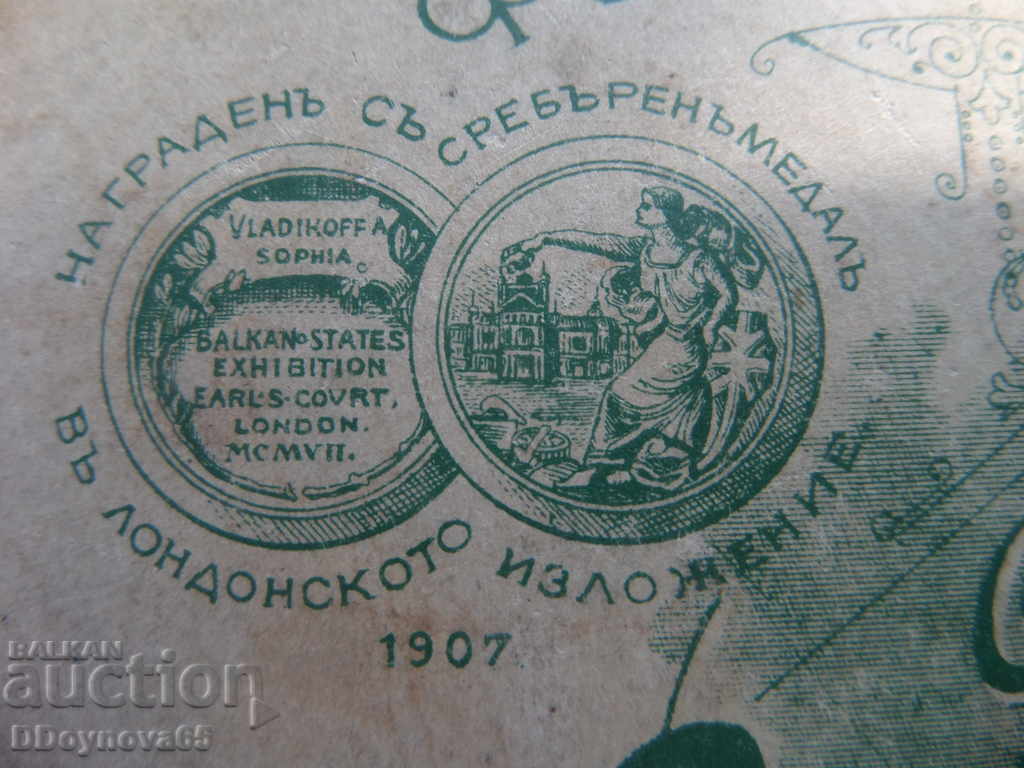 НАГРАДЕНЪ СЪ СРЕБЪРЕНЪ МЕДАЛЪ
VLADIKOFF A
SOPHIA.
BALKAN STATES
EXHIBITION
EARL'S COVRT,
LONDON.
MCMVII.
ВЪ ЛОНДОНСКОТО ИЗЛОЖЕНИЕ
1907
BALKAN
auction
DDoynova65